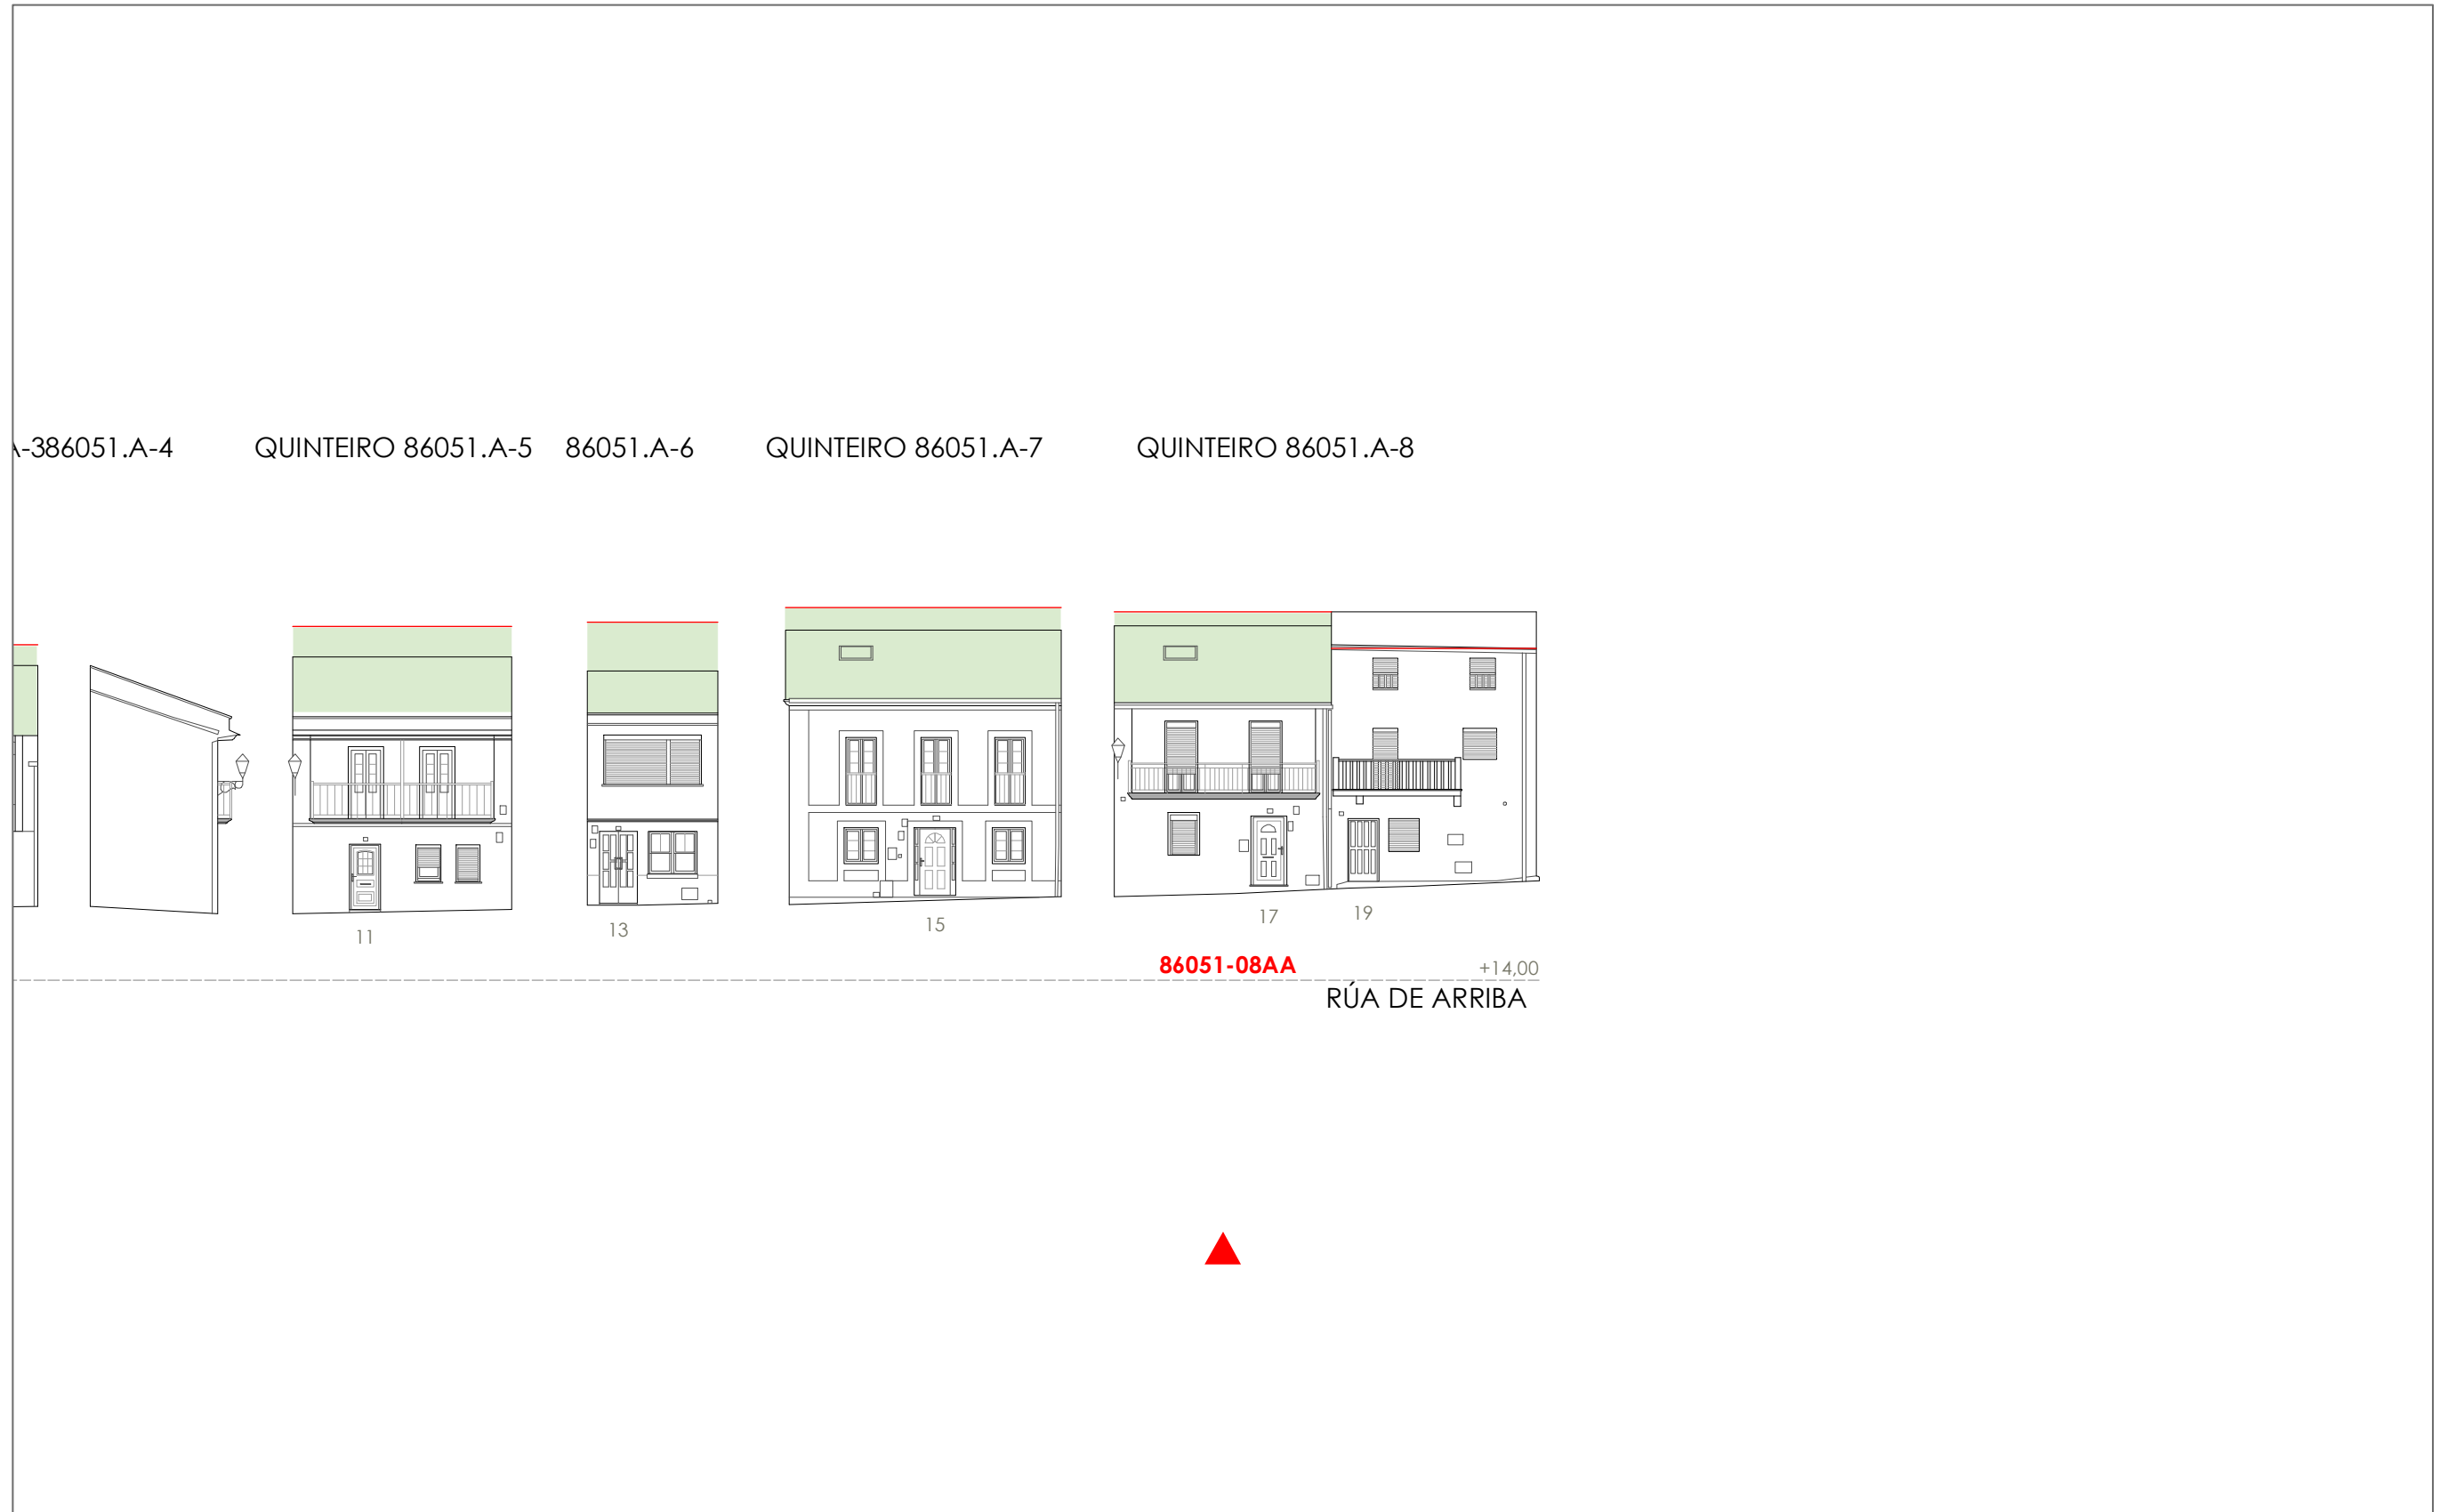 A-386051.A-4 QUINTEIRO 86051.A-5 86051.A-6 QUINTEIRO 86051.A-7 QUINTEIRO 86051.A-8
11 13 15 17 19
86051-08AA +14,00
RÚA DE ARRIBA